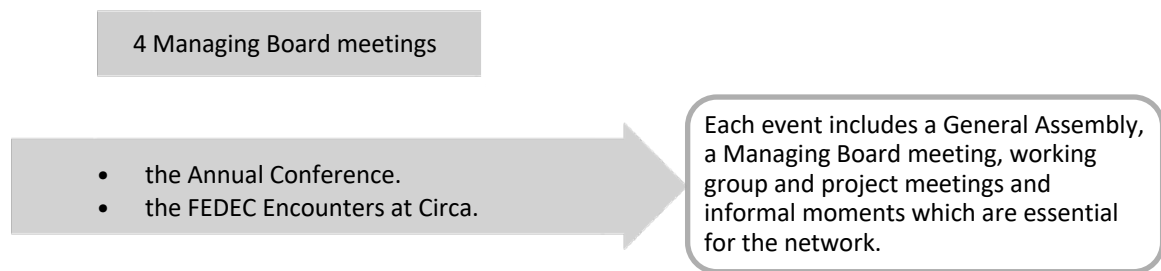 4 Managing Board meetings
• the Annual Conference.
• the FEDEC Encounters at Circa.
Each event includes a General Assembly,
a Managing Board meeting, working
group and project meetings and
informal moments which are essential
for the network.